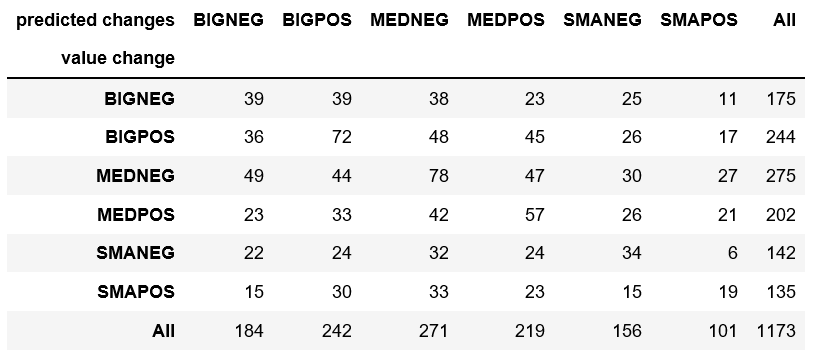 predicted changes BIGNEG BIGPOS MEDNEG MEDPOS SMANEG SMAPOS All
value change
BIGNEG 39 39 38 23 25 11 175
BIGPOS 36 72 48 45 26 17 244
MEDNEG 49 44 78 47 30 27 275
MEDPOS 23 33 42 57 26 21 202
SMANEG 22 24 32 24 34 6 142
SMAPOS 15 30 33 23 15 19 135
All 184 242 271 219 156 101 1173